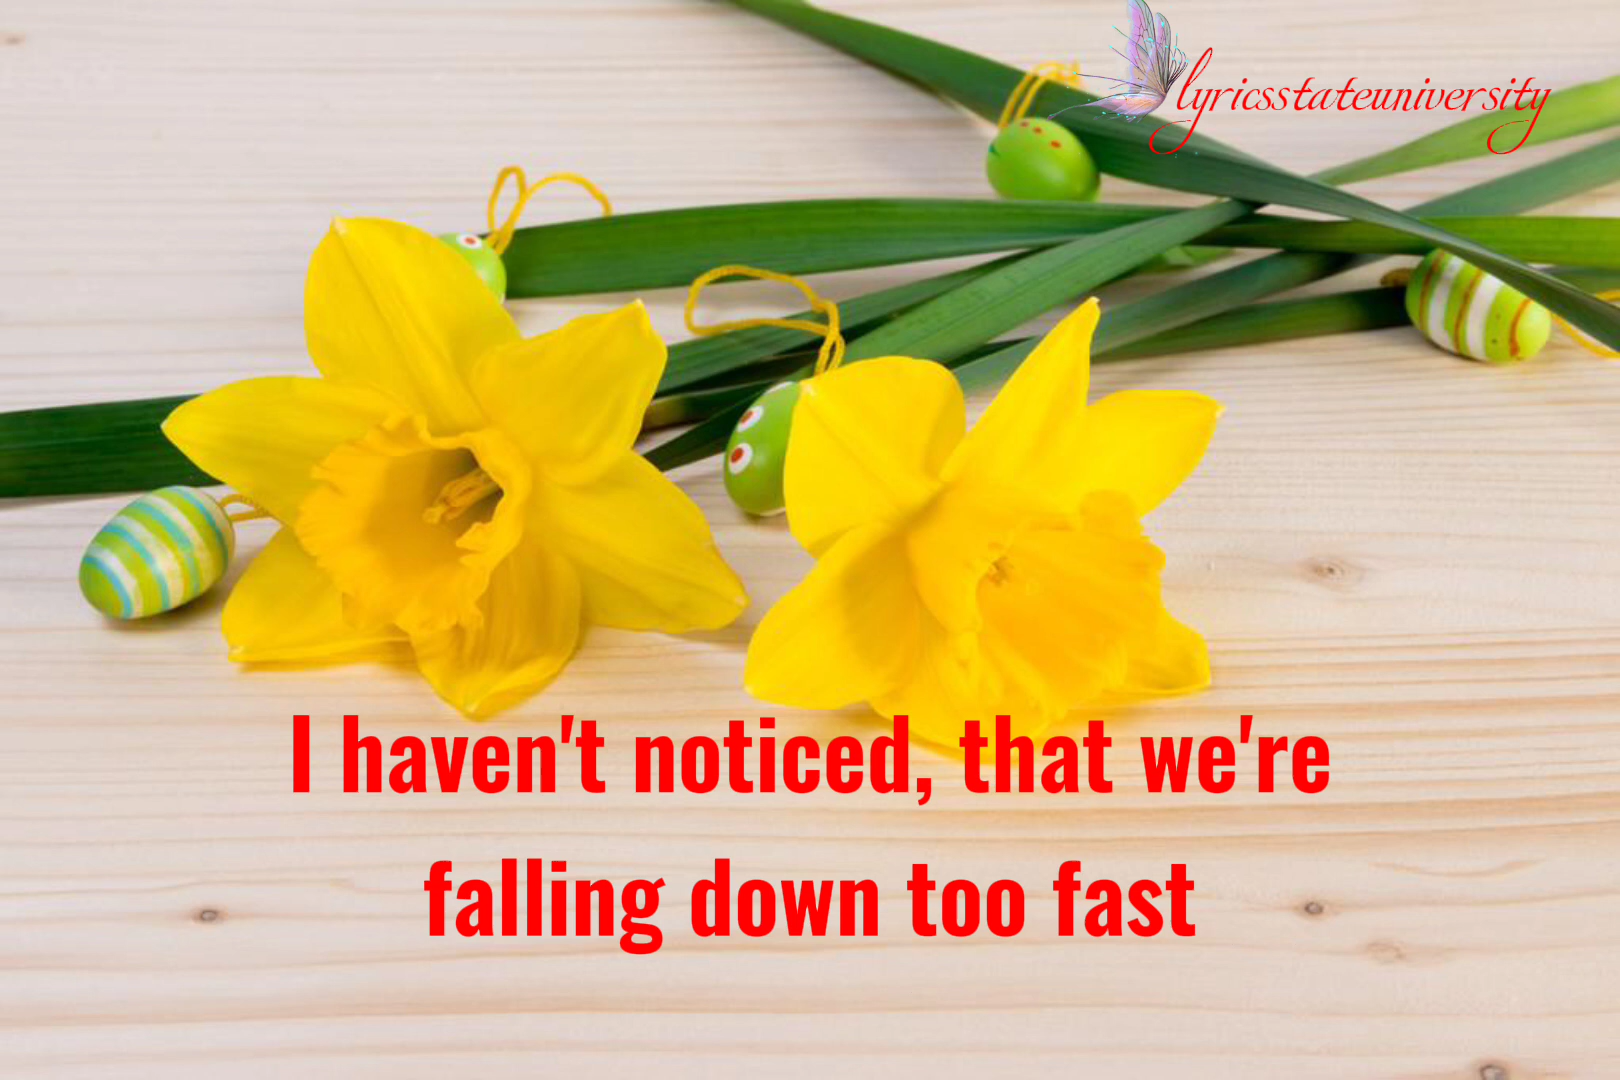 lyricsstateuniversity
I haven't noticed, that we're
falling down too fast